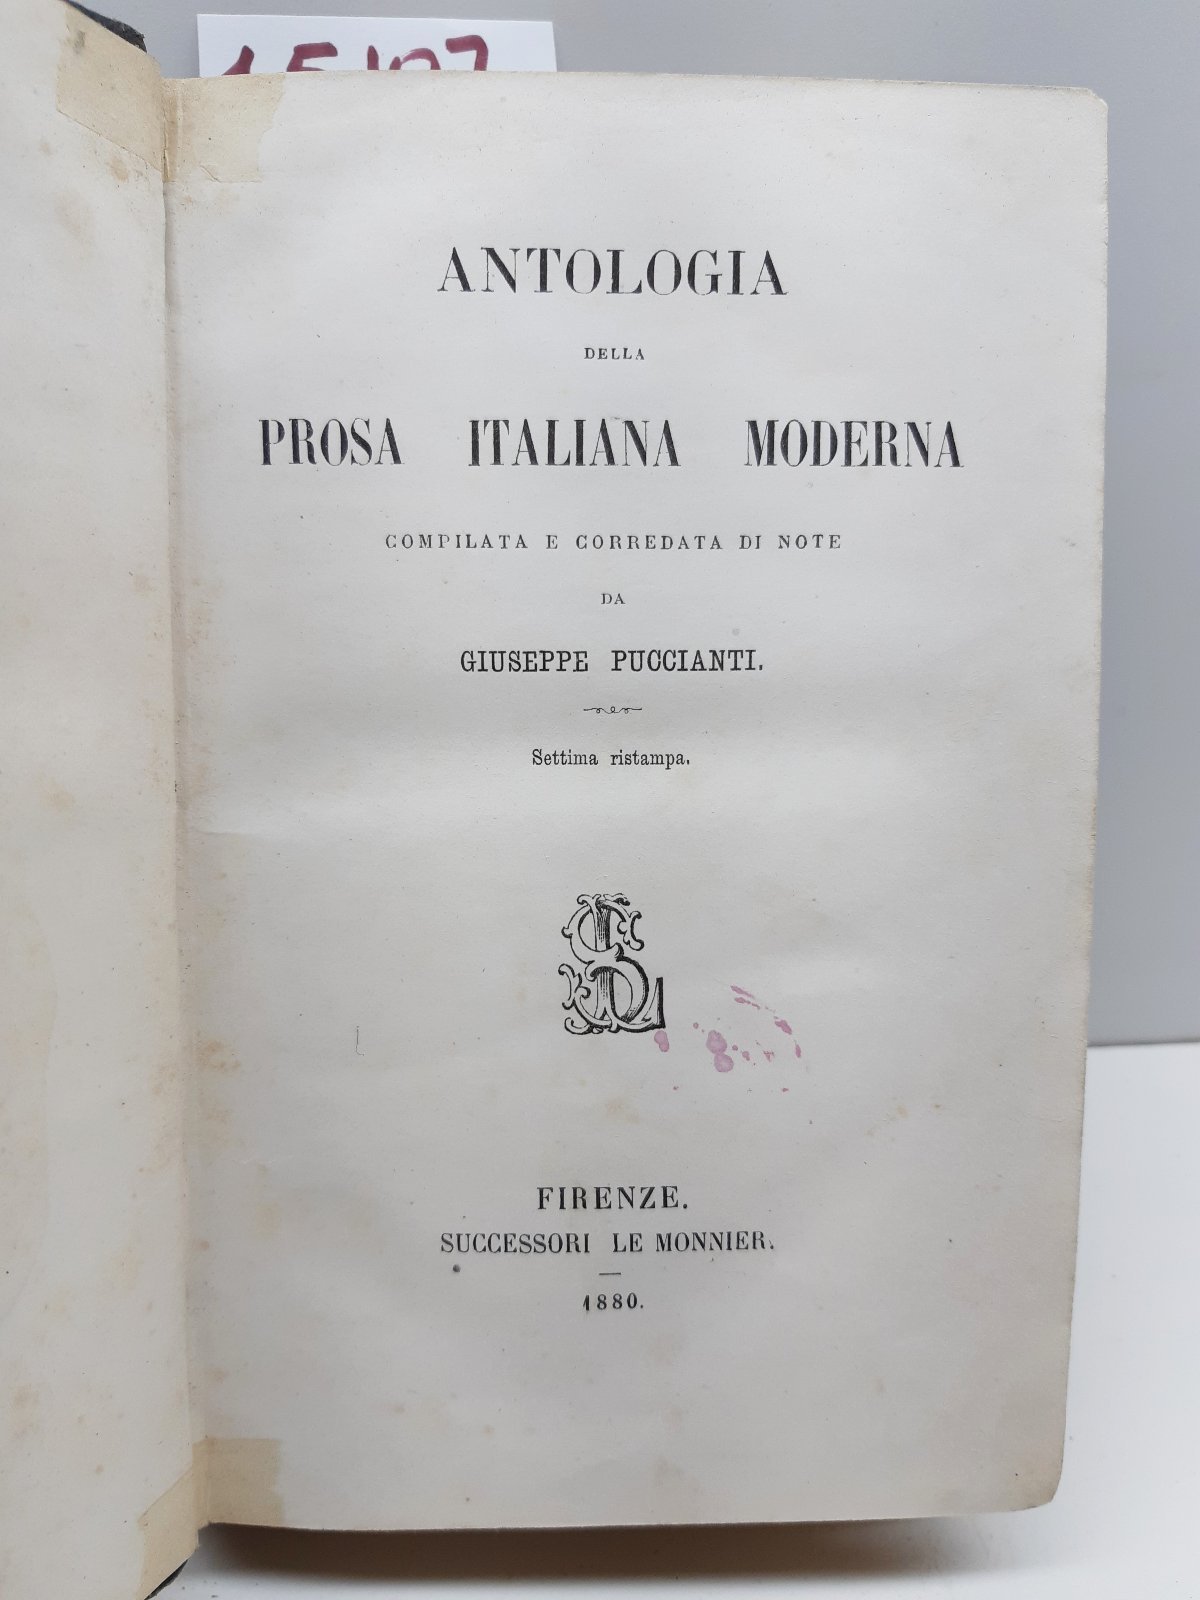 ANTOLOGIA
DELLA
PROSA ITALIANA MODERNA
COMPILATA E CORREDATA DI NOTE
DA
GIUSEPPE PUCCIANTI.
Settima ristampa.
FIRENZE.
SUCCESSORI LE MONNIER.
1880.